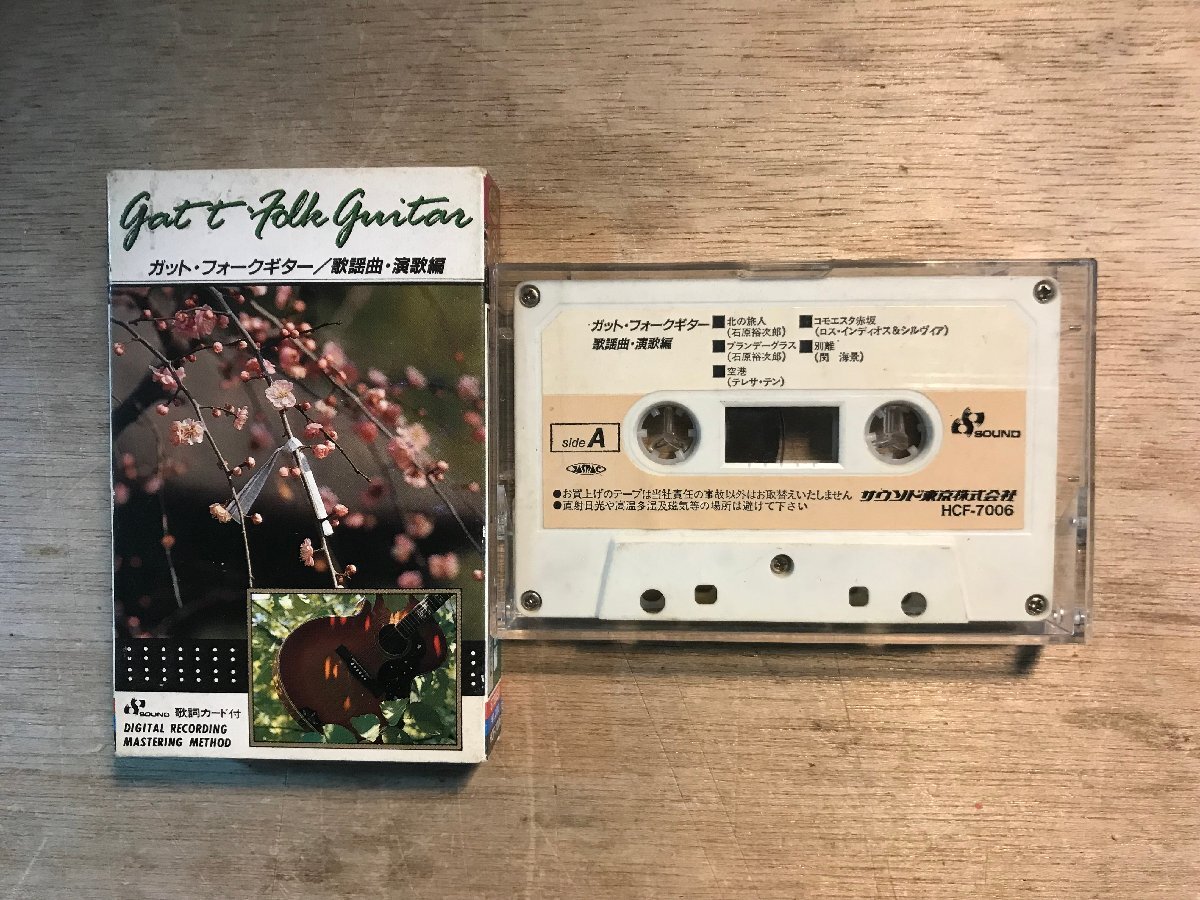 Gat t Folk Guitar
ガット・フォークギター/歌謡曲・演歌編
SOUND 歌詞カード付
DIGITAL RECORDING
MASTERING METHOD
ガット・フォークギター
歌謡曲・演歌編
■北の旅人
(石原裕次郎)
■ブランデーグラス
(石原裕次郎)
■空港
(テレサ・テン)
■コモエスタ赤坂
(ロス・インディオス&シルヴィア)
■別離
(関 海景)
side A
JASRAC
SOUND
●お買上げのテープは当社責任の事故以外はお取替えいたしません
●直射日光や高温多湿及磁気等の場所は避けて下さい
サウンド東京株式会社
HCF-7006